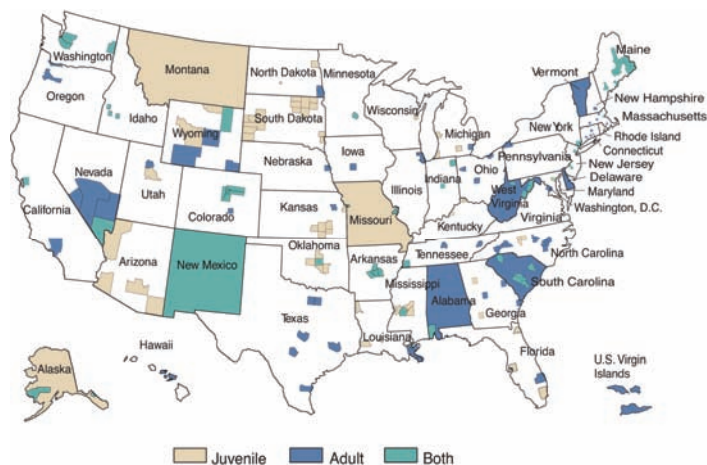 Washington
Montana
North Dakota
Minnesota
Maine
Vermont
Oregon
Idaho
Wyoming
South Dakota
Wisconsin
Michigan
New York
New Hampshire
Massachusetts
Rhode Island
Connecticut
New Jersey
Delaware
Maryland
Washington, D.C.
Nevada
Utah
Colorado
Nebraska
Iowa
Illinois
Indiana
Ohio
Pennsylvania
West
Virginia
Virginia
California
Kansas
Missouri
Kentucky
Arizona
New Mexico
Oklahoma
Arkansas
Tennessee
North Carolina
South Carolina
Mississippi
Alabama
Georgia
Texas
Louisiana
Florida
Hawaii
Alaska
U.S. Virgin
Islands
Juvenile
Adult
Both